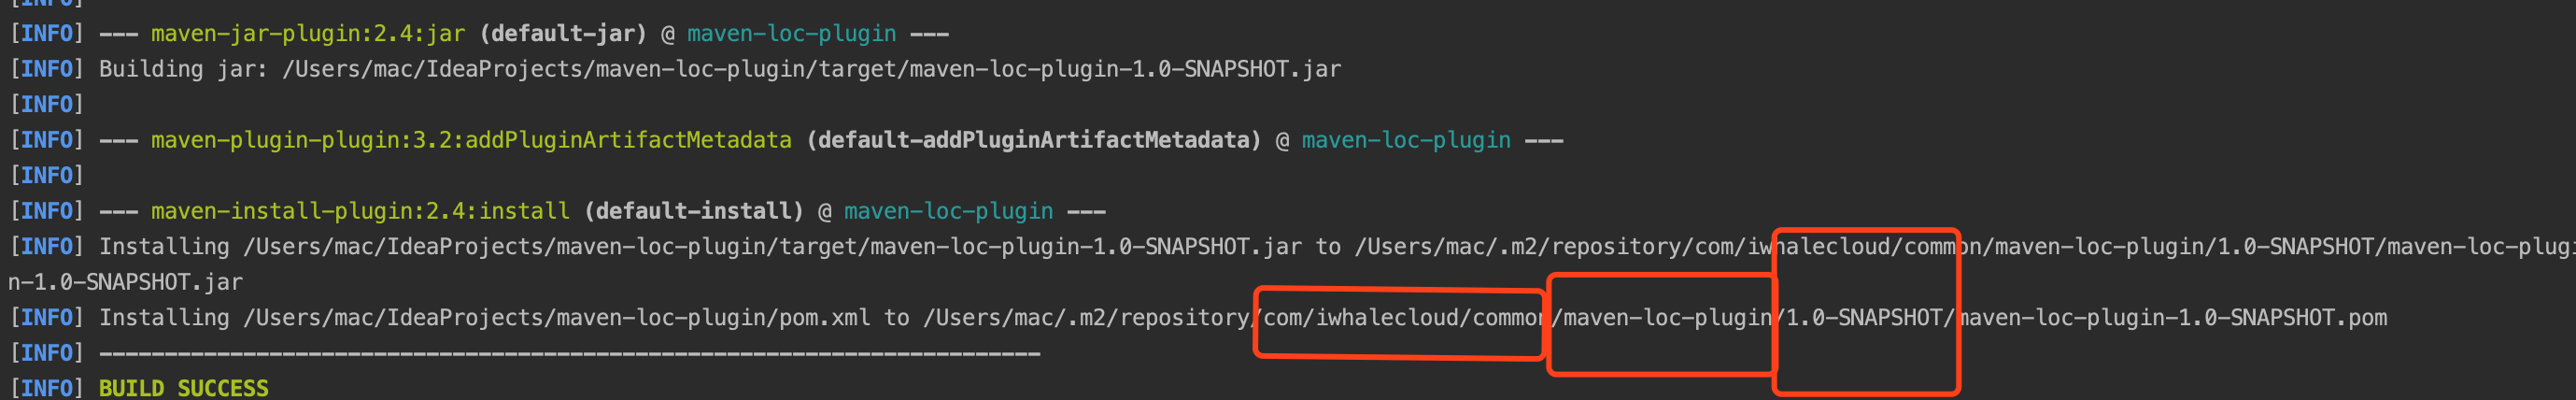 [INFO]
[INFO] --- maven-jar-plugin:2.4:jar (default-jar) @ maven-loc-plugin ---
[INFO] Building jar: /Users/mac/IdeaProjects/maven-loc-plugin/target/maven-loc-plugin-1.0-SNAPSHOT.jar
[INFO]
[INFO] --- maven-plugin-plugin:3.2:addPluginArtifactMetadata (default-addPluginArtifactMetadata) @ maven-loc-plugin ---
[INFO]
[INFO] --- maven-install-plugin:2.4:install (default-install) @ maven-loc-plugin ---
[INFO] Installing /Users/mac/IdeaProjects/maven-loc-plugin/target/maven-loc-plugin-1.0-SNAPSHOT.jar to /Users/mac/.m2/repository/com/iwhalecloud/common/maven-loc-plugin/1.0-SNAPSHOT/maven-loc-plugi
n-1.0-SNAPSHOT.jar
[INFO] Installing /Users/mac/IdeaProjects/maven-loc-plugin/pom.xml to /Users/mac/.m2/repository/com/iwhalecloud/common/maven-loc-plugin/1.0-SNAPSHOT/maven-loc-plugin-1.0-SNAPSHOT.pom
[INFO] ------------------------------------------------------------------------
[INFO] BUILD SUCCESS